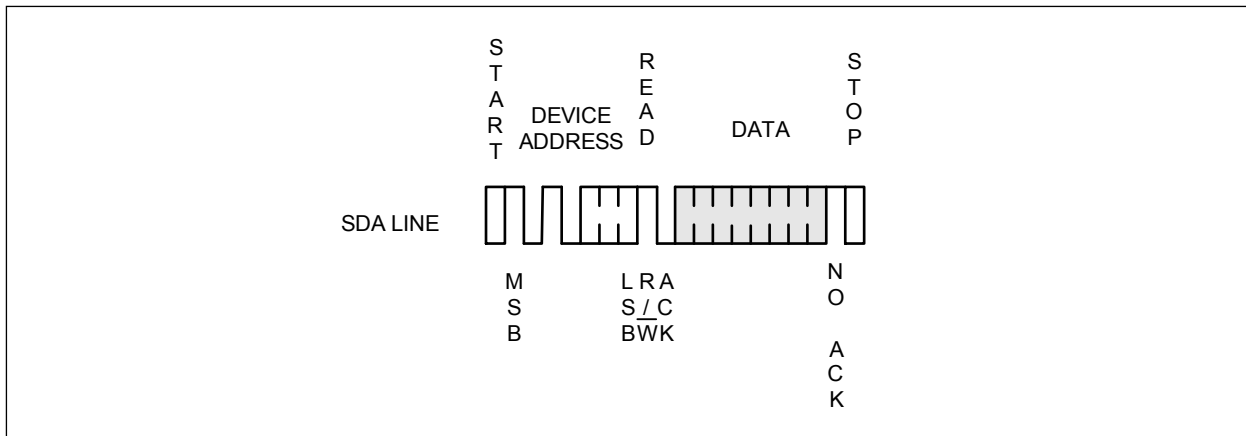 START
READ
STOP
DEVICE
ADDRESS
DATA
SDA LINE
MSB
LSB
R/W
ACK
NO ACK